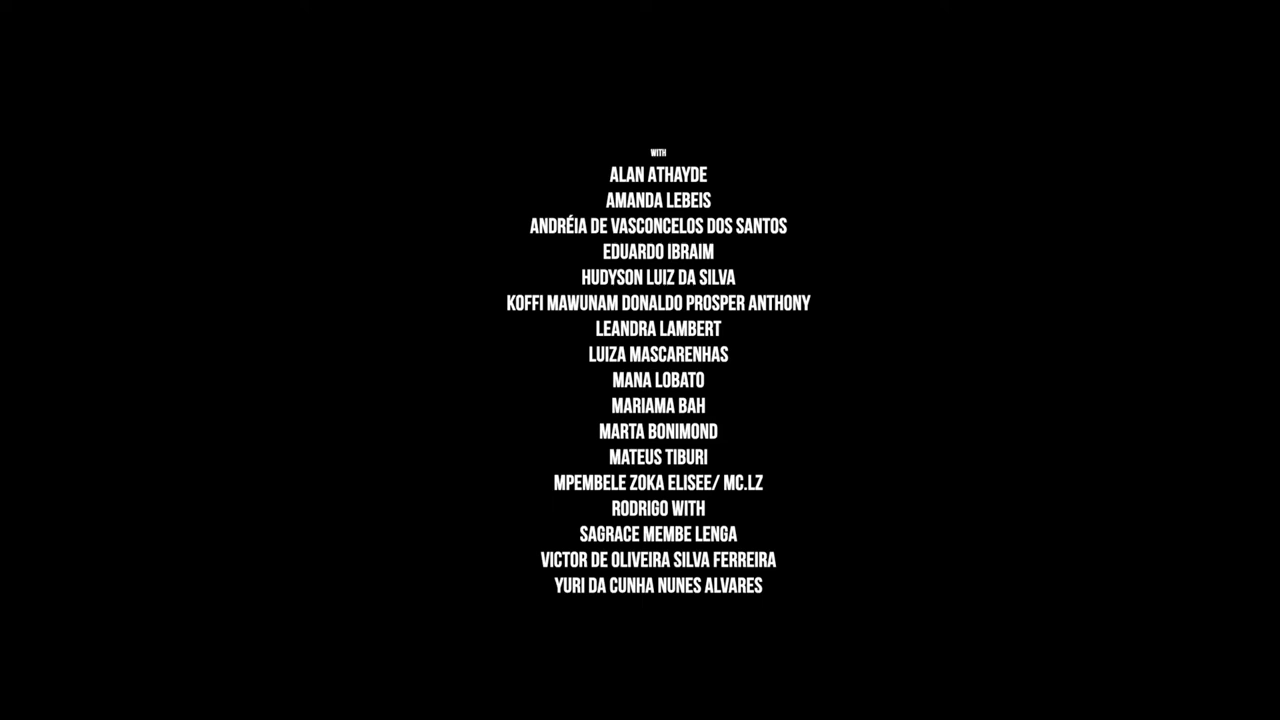 WITH
ALAN ATHAYDE
AMANDA LEBEIS
ANDRÉIA DE VASCONCELOS DOS SANTOS
EDUARDO IBRAIM
HUDYSON LUIZ DA SILVA
KOFFI MAWUNAM DONALDO PROSPER ANTHONY
LEANDRA LAMBERT
LUIZA MASCARENHAS
MANA LOBATO
MARIAMA BAH
MARTA BONIMOND
MATEUS TIBURI
MPEMBELE ZOKA ELISEE/ MC.LZ
RODRIGO WITH
SAGRACE MEMBE LENGA
VICTOR DE OLIVEIRA SILVA FERREIRA
YURI DA CUNHA NUNES ALVARES